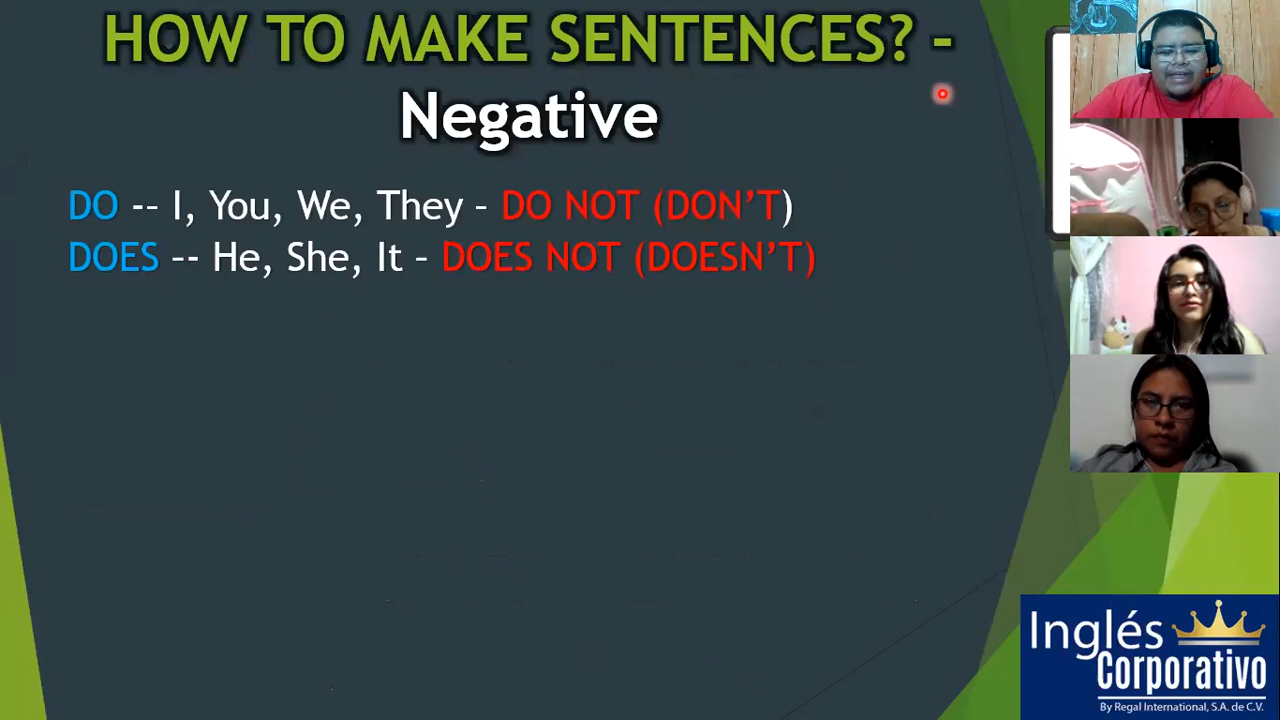 HOW TO MAKE SENTENCES? -
Negative
DO -- I, You, We, They – DO NOT (DON’T)
DOES –- He, She, It – DOES NOT (DOESN’T)
Inglés
Corporativo
By Regal International, S.A. de C.V.